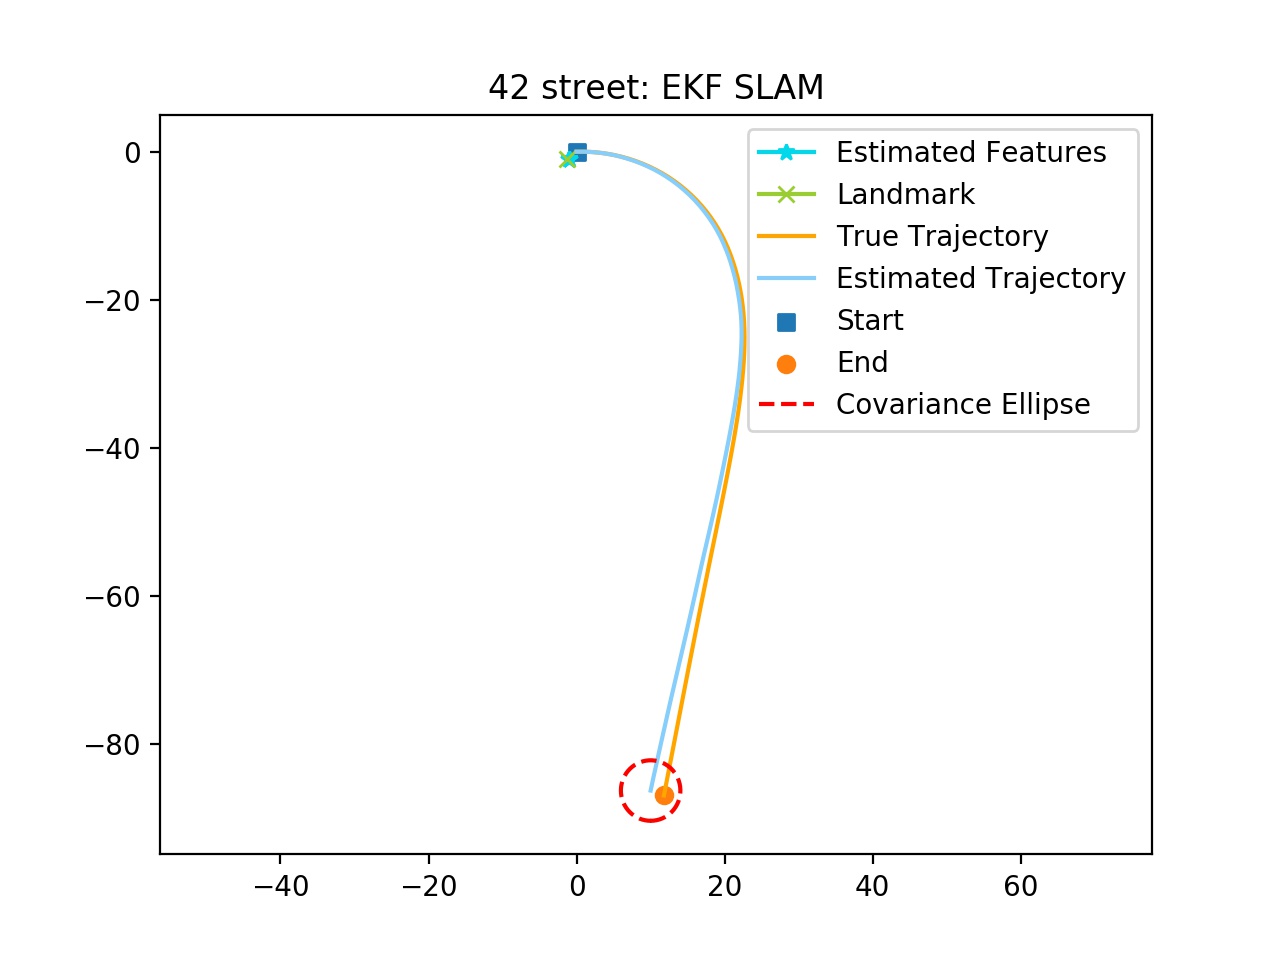 42 street: EKF SLAM
Estimated Features
Landmark
True Trajectory
Estimated Trajectory
Start
End
Covariance Ellipse
0
−20
−40
−60
−80
−40
−20
0
20
40
60